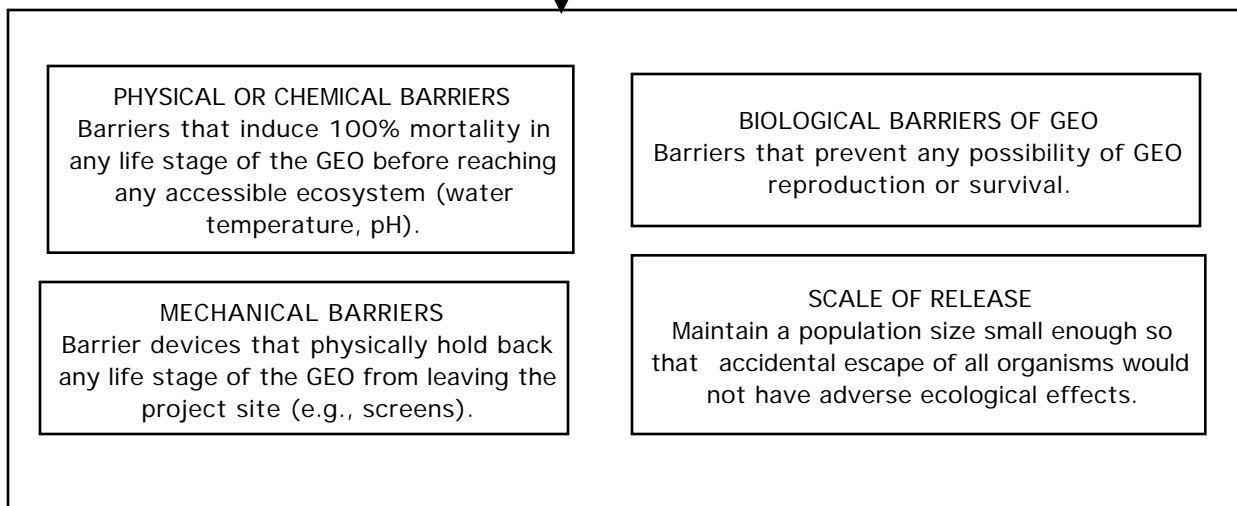 PHYSICAL OR CHEMICAL BARRIERS
Barriers that induce 100% mortality in
any life stage of the GEO before reaching
any accessible ecosystem (water
temperature, pH).
MECHANICAL BARRIERS
Barrier devices that physically hold back
any life stage of the GEO from leaving the
project site (e.g., screens).
BIOLOGICAL BARRIERS OF GEO
Barriers that prevent any possibility of GEO
reproduction or survival.
SCALE OF RELEASE
Maintain a population size small enough so
that accidental escape of all organisms would
not have adverse ecological effects.